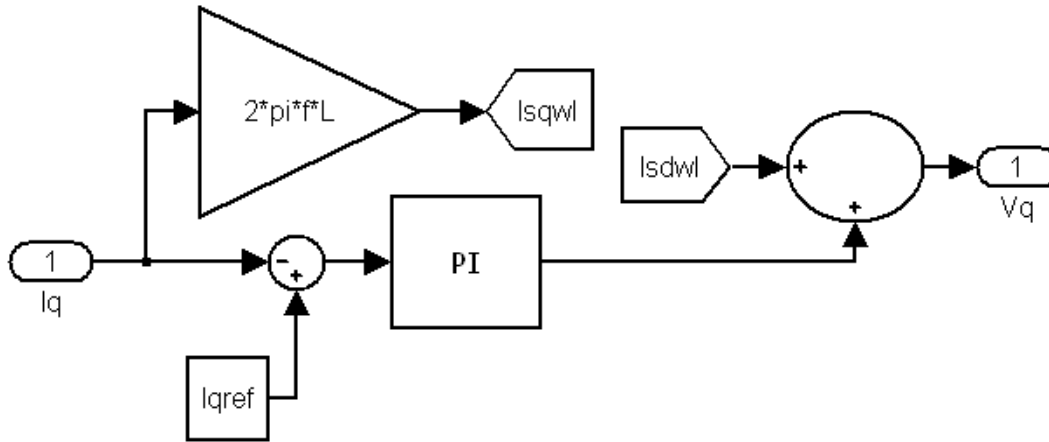 2*pi*f*L
Isqwl
Isdwl
+
+
1
Vq
1
Iq
-
+
PI
Iqref